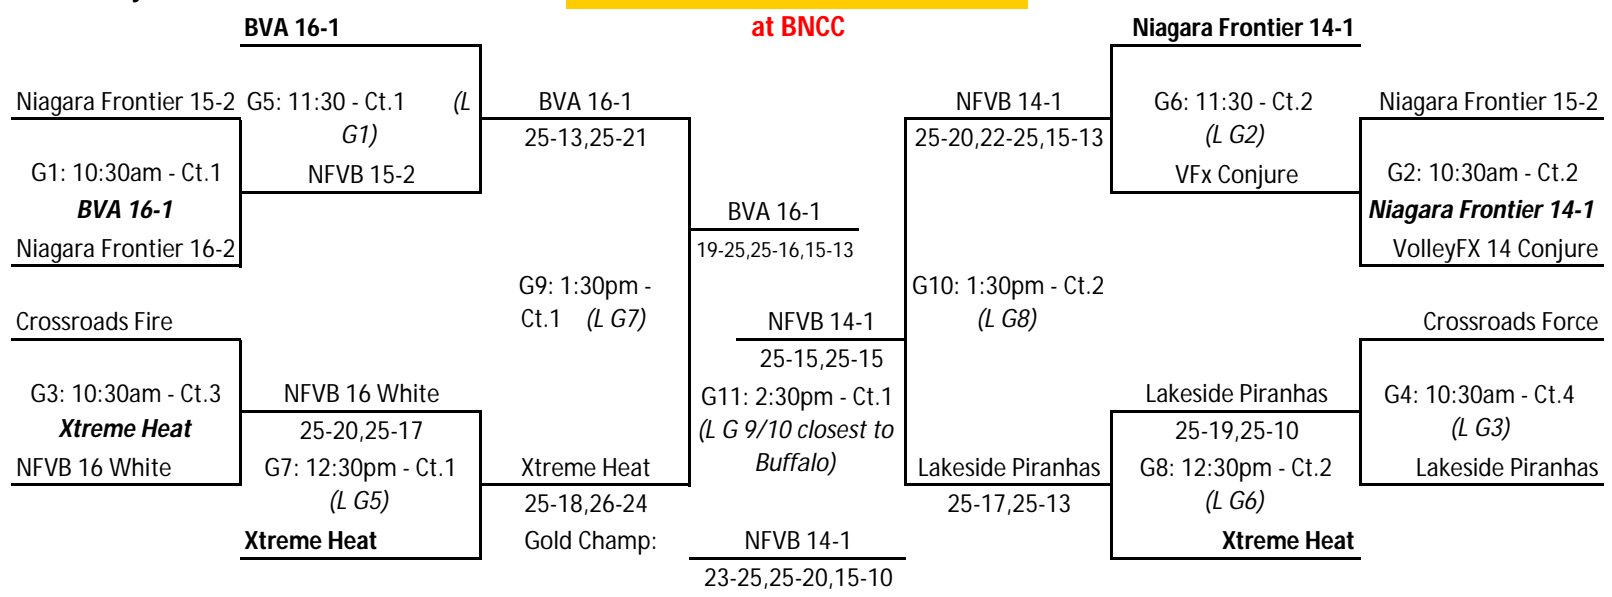 at BNCC
BVA 16-1
Niagara Frontier 14-1
Niagara Frontier 15-2
G5: 11:30 - Ct.1 (L
G1)
BVA 16-1
25-13,25-21
NFVB 14-1
25-20,22-25,15-13
G6: 11:30 - Ct.2
(L G2)
Niagara Frontier 15-2
G1: 10:30am - Ct.1
BVA 16-1
NFVB 15-2
VFx Conjure
G2: 10:30am - Ct.2
Niagara Frontier 14-1
Niagara Frontier 16-2
BVA 16-1
19-25,25-16,15-13
VolleyFX 14 Conjure
G9: 1:30pm -
Ct.1 (L G7)
G10: 1:30pm - Ct.2
(L G8)
Crossroads Fire
NFVB 14-1
25-15,25-15
Crossroads Force
G3: 10:30am - Ct.3
Xtreme Heat
NFVB 16 White
25-20,25-17
G11: 2:30pm - Ct.1
(L G 9/10 closest to
Buffalo)
Lakeside Piranhas
25-19,25-10
G4: 10:30am - Ct.4
(L G3)
NFVB 16 White
G7: 12:30pm - Ct.1
(L G5)
Xtreme Heat
25-18,26-24
Lakeside Piranhas
25-17,25-13
G8: 12:30pm - Ct.2
(L G6)
Lakeside Piranhas
Xtreme Heat
Gold Champ:
NFVB 14-1
23-25,25-20,15-10
Xtreme Heat